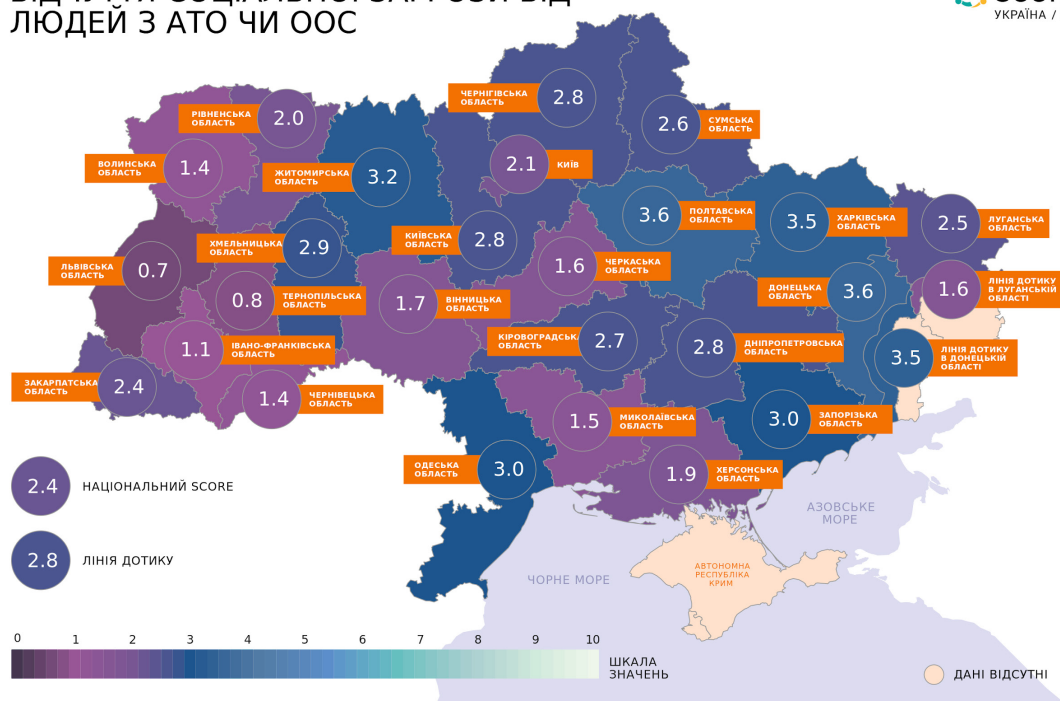 ЛЮДЕЙ З АТО ЧИ ООС
УКРАЇНА /
ЧЕРНІГІВСЬКА
ОБЛАСТЬ
2.8
РІВНЕНСЬКА
ОБЛАСТЬ
2.0
2.6
СУМСЬКА
ОБЛАСТЬ
ВОЛИНСЬКА
ОБЛАСТЬ
1.4
ЖИТОМИРСЬКА
ОБЛАСТЬ
3.2
2.1
КИЇВ
3.6
ПОЛТАВСЬКА
ОБЛАСТЬ
3.5
ХАРКІВСЬКА
ОБЛАСТЬ
2.5
ЛУГАНСЬКА
ОБЛАСТЬ
ХМЕЛЬНИЦЬКА
ОБЛАСТЬ
2.9
КИЇВСЬКА
ОБЛАСТЬ
2.8
ЛЬВІВСЬКА
ОБЛАСТЬ
0.7
1.6
ЧЕРКАСЬКА
ОБЛАСТЬ
0.8
ТЕРНОПІЛЬСЬКА
ОБЛАСТЬ
1.7
ВІННИЦЬКА
ОБЛАСТЬ
ДОНЕЦЬКА
ОБЛАСТЬ
3.6
1.6
ЛІНІЯ ДОТИКУ
В ЛУГАНСЬКІЙ
ОБЛАСТІ
1.1
ІВАНО-ФРАНКІВСЬКА
ОБЛАСТЬ
КІРОВОГРАДСЬКА
ОБЛАСТЬ
2.7
2.8
ДНІПРОПЕТРОВСЬКА
ОБЛАСТЬ
3.5
ЛІНІЯ ДОТИКУ
В ДОНЕЦЬКІЙ
ОБЛАСТІ
ЗАКАРПАТСЬКА
ОБЛАСТЬ
2.4
1.4
ЧЕРНІВЕЦЬКА
ОБЛАСТЬ
1.5
МИКОЛАЇВСЬКА
ОБЛАСТЬ
3.0
ЗАПОРІЗЬКА
ОБЛАСТЬ
ОДЕСЬКА
ОБЛАСТЬ
3.0
1.9
ХЕРСОНСЬКА
ОБЛАСТЬ
2.4
НАЦІОНАЛЬНИЙ SCORE
АЗОВСЬКЕ
МОРЕ
2.8
ЛІНІЯ ДОТИКУ
ЧОРНЕ МОРЕ
АВТОНОМНА
РЕСПУБЛІКА
КРИМ
0 1 2 3 4 5 6 7 8 9 10
ШКАЛА
ЗНАЧЕНЬ
ДАНІ ВІДСУТНІ